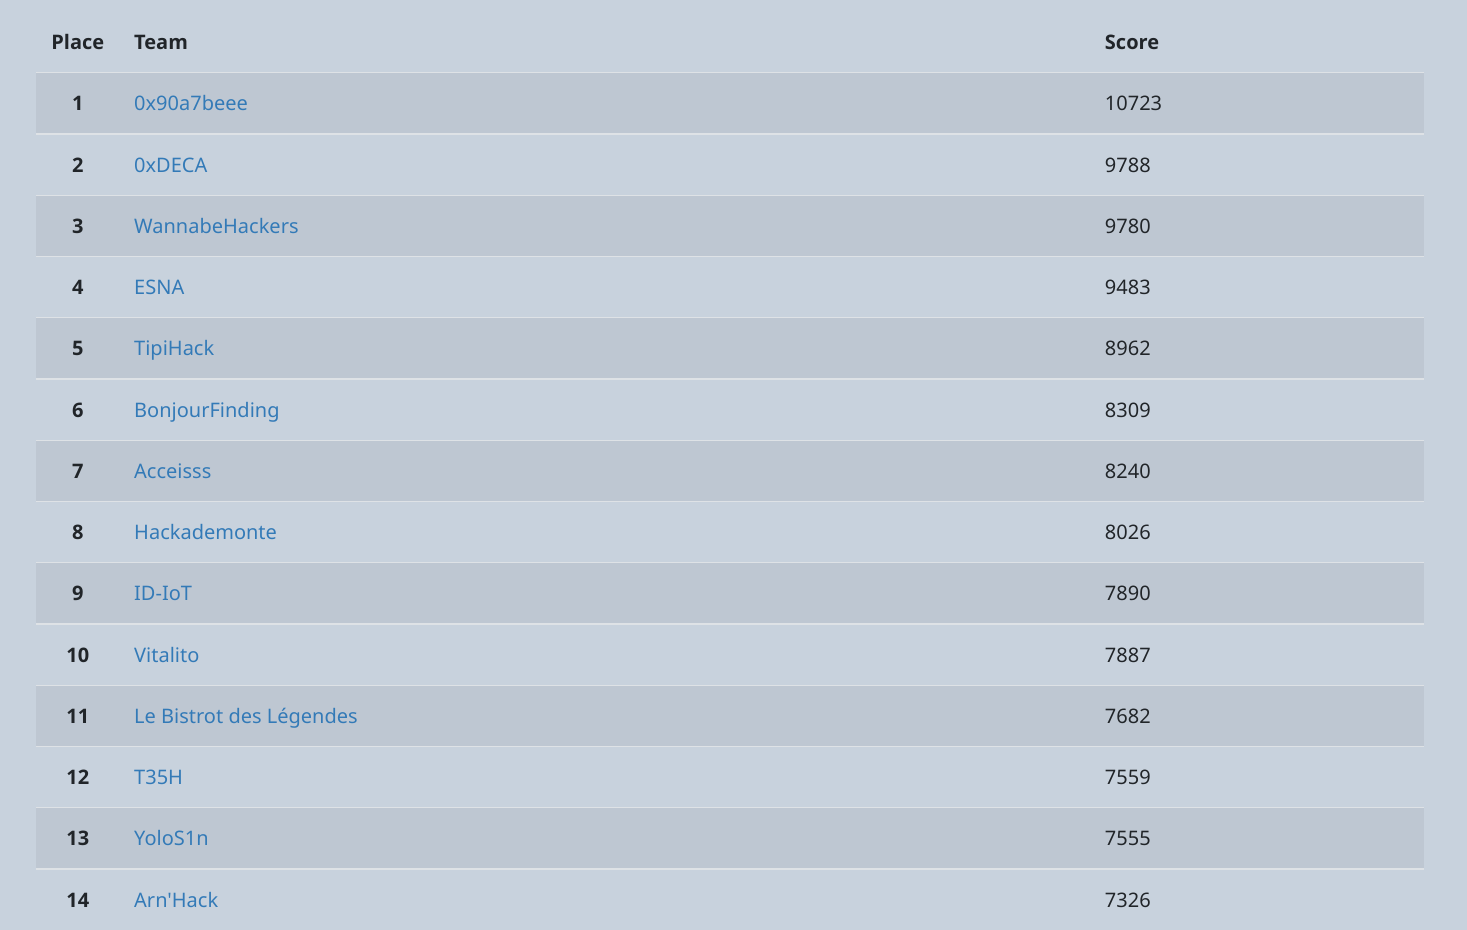 Place Team Score
1 0x90a7beee 10723
2 0xDECA 9788
3 WannabeHackers 9780
4 ESNA 9483
5 TipiHack 8962
6 BonjourFinding 8309
7 Acceisss 8240
8 Hackademonte 8026
9 ID-IoT 7890
10 Vitalito 7887
11 Le Bistrot des Légendes 7682
12 T35H 7559
13 YoloS1n 7555
14 Arn'Hack 7326